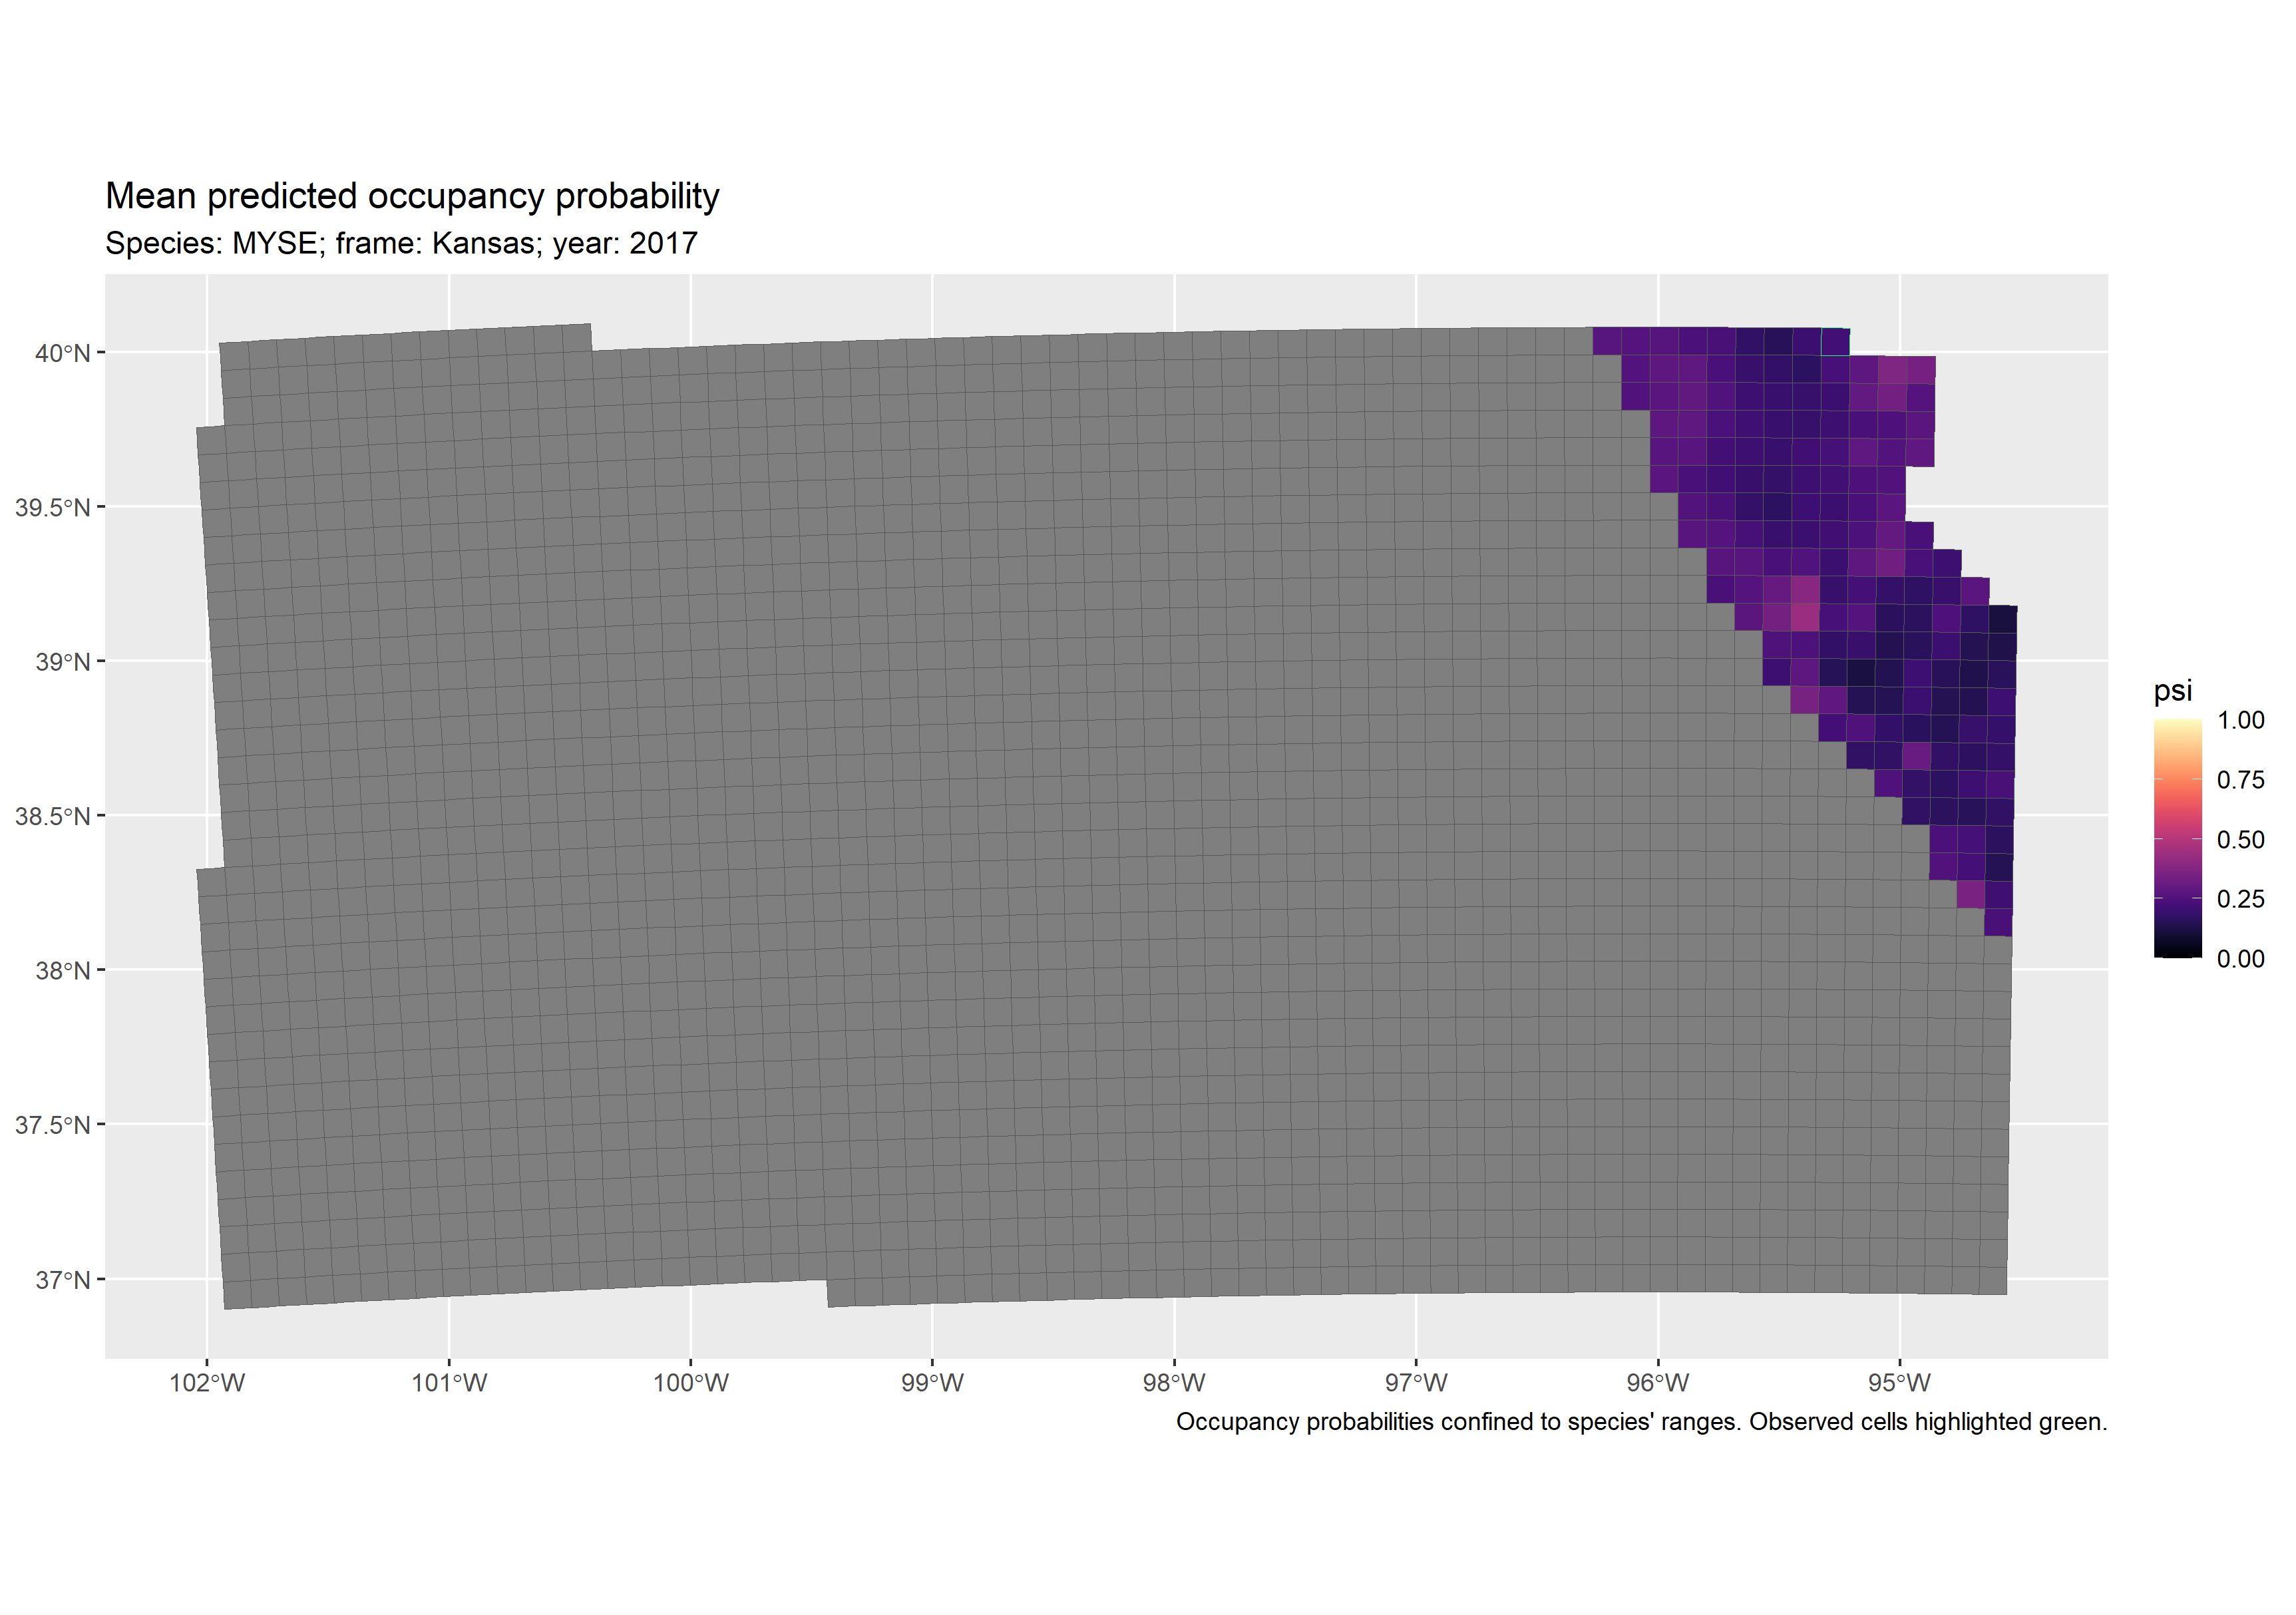 Mean predicted occupancy probability
Species: MYSE; frame: Kansas; year: 2017
40°N
39.5°N
39°N
38.5°N
38°N
37.5°N
37°N
102°W
101°W
100°W
99°W
98°W
97°W
96°W
95°W
psi
1.00
0.75
0.50
0.25
0.00
Occupancy probabilities confined to species' ranges. Observed cells highlighted green.